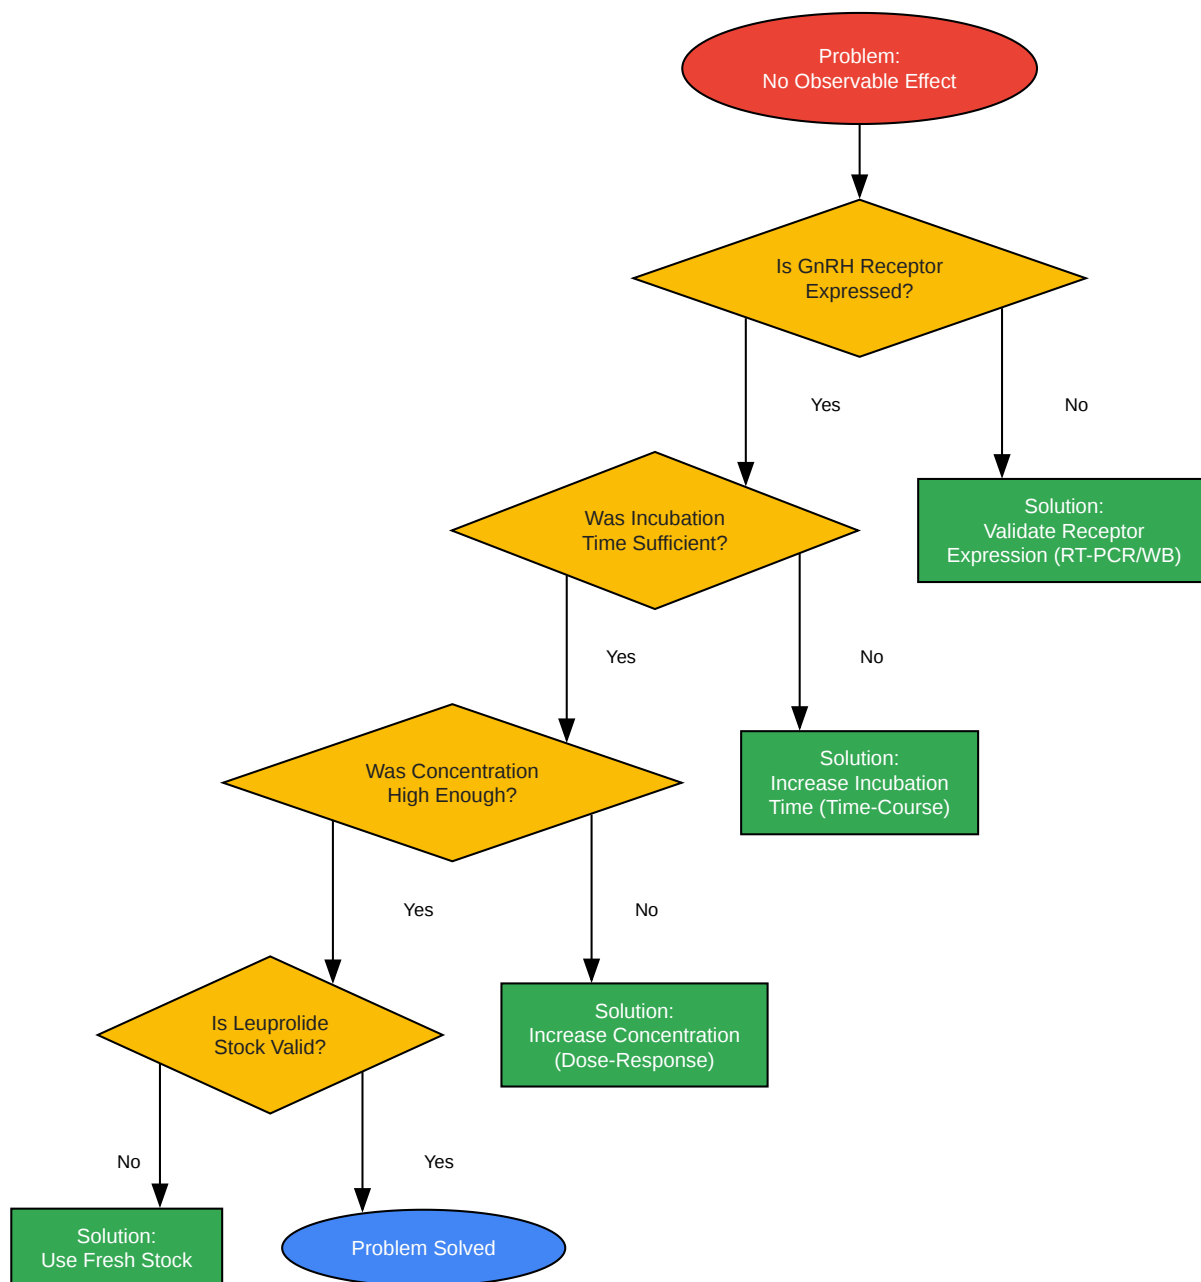 Problem:
No Observable Effect
Is GnRH Receptor
Expressed?
Yes
No
Was Incubation
Time Sufficient?
Solution:
Validate Receptor
Expression (RT-PCR/WB)
Yes
No
Was Concentration
High Enough?
Solution:
Increase Incubation
Time (Time-Course)
Yes
No
Is Leuprolide
Stock Valid?
Solution:
Increase Concentration
(Dose-Response)
No
Yes
Solution:
Use Fresh Stock
Problem Solved